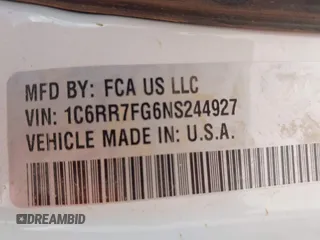 MFD BY: FCA US LLC
VIN: 1C6RR7FG6NS244927
VEHICLE MADE IN: U.S.A.
DREAMBID